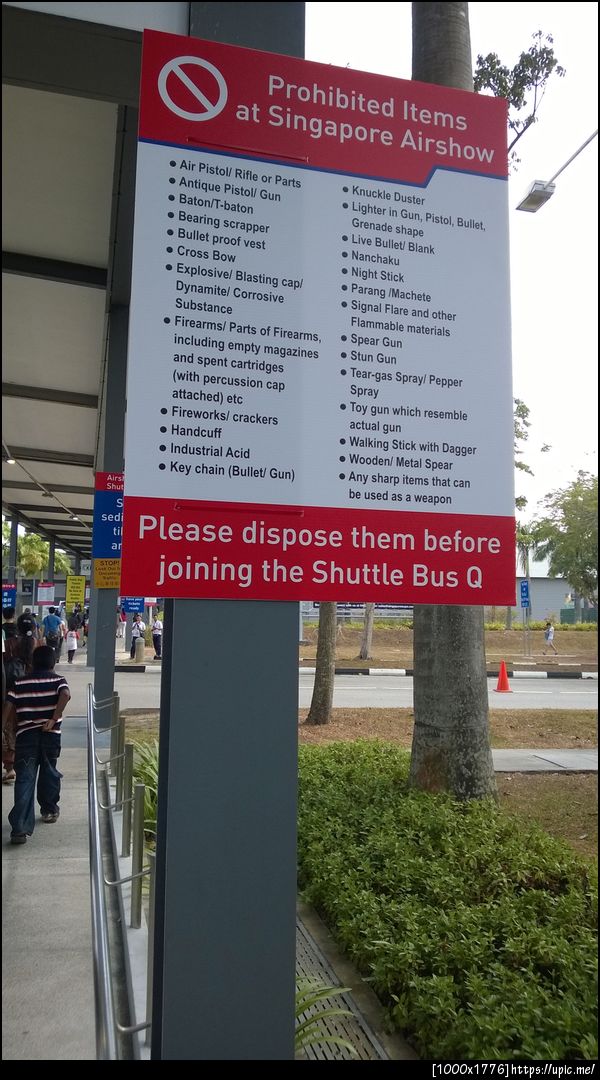 Prohibited Items
at Singapore Airshow
• Air Pistol/ Rifle or Parts
• Antique Pistol/ Gun
• Baton/T-baton
• Bearing scrapper
• Bullet proof vest
• Cross Bow
• Explosive/ Blasting cap/
Dynamite/ Corrosive
Substance
• Firearms/ Parts of Firearms,
including empty magazines
and spent cartridges
(with percussion cap
attached) etc
• Fireworks/ crackers
• Handcuff
• Industrial Acid
• Key chain (Bullet/ Gun)
• Knuckle Duster
• Lighter in Gun, Pistol, Bullet,
Grenade shape
• Live Bullet/ Blank
• Nanchaku
• Night Stick
• Parang /Machete
• Signal Flare and other
Flammable materials
• Spear Gun
• Stun Gun
• Tear-gas Spray/ Pepper
Spray
• Toy gun which resemble
actual gun
• Walking Stick with Dagger
• Wooden/ Metal Spear
• Any sharp items that can
be used as a weapon
Please dispose them before
joining the Shuttle Bus Q
STOP!
[1000x1776]https://upic.me/